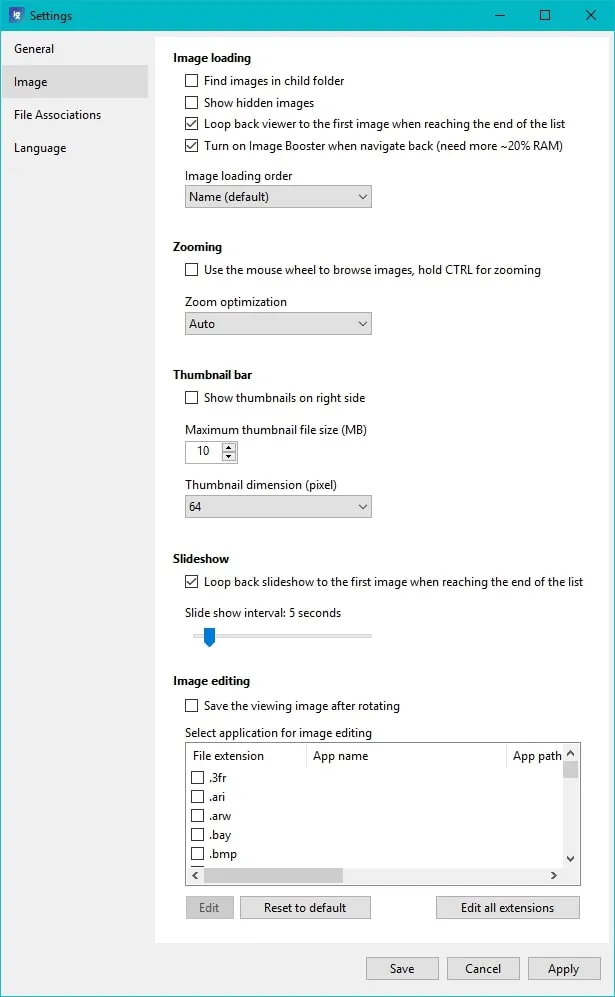 ig Settings
General
Image
File Associations
Language
Image loading
Find images in child folder
Show hidden images
Loop back viewer to the first image when reaching the end of the list
Turn on Image Booster when navigate back (need more ~20% RAM)
Image loading order
Name (default)
Zooming
Use the mouse wheel to browse images, hold CTRL for zooming
Zoom optimization
Auto
Thumbnail bar
Show thumbnails on right side
Maximum thumbnail file size (MB)
10
Thumbnail dimension (pixel)
64
Slideshow
Loop back slideshow to the first image when reaching the end of the list
Slide show interval: 5 seconds
Image editing
Save the viewing image after rotating
Select application for image editing
File extension App name App path
.3fr
.ari
.arw
.bay
.bmp
Edit Reset to default Edit all extensions
Save Cancel Apply